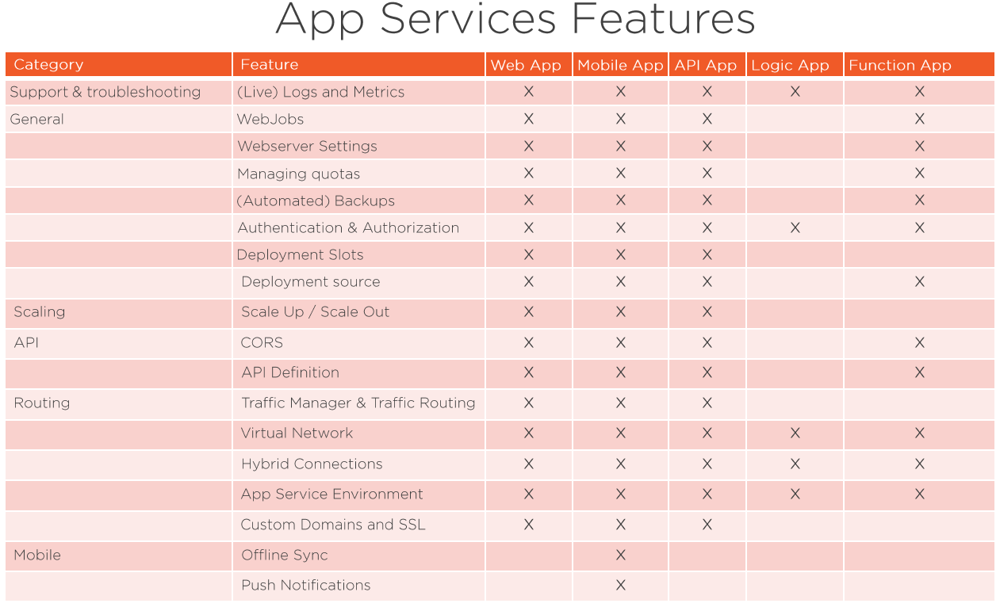 App Services Features
Category Feature Web App Mobile App API App Logic App Function App
Support & troubleshooting (Live) Logs and Metrics X X X X X
General WebJobs X X X X
Webserver Settings X X X X
Managing quotas X X X X
(Automated) Backups X X X X
Authentication & Authorization X X X X X
Deployment Slots X X X
Deployment source X X X X
Scaling Scale Up / Scale Out X X X
API CORS X X X X
API Definition X X X X
Routing Traffic Manager & Traffic Routing X X X
Virtual Network X X X X X
Hybrid Connections X X X X X
App Service Environment X X X X X
Custom Domains and SSL X X X
Mobile Offline Sync X
Push Notifications X